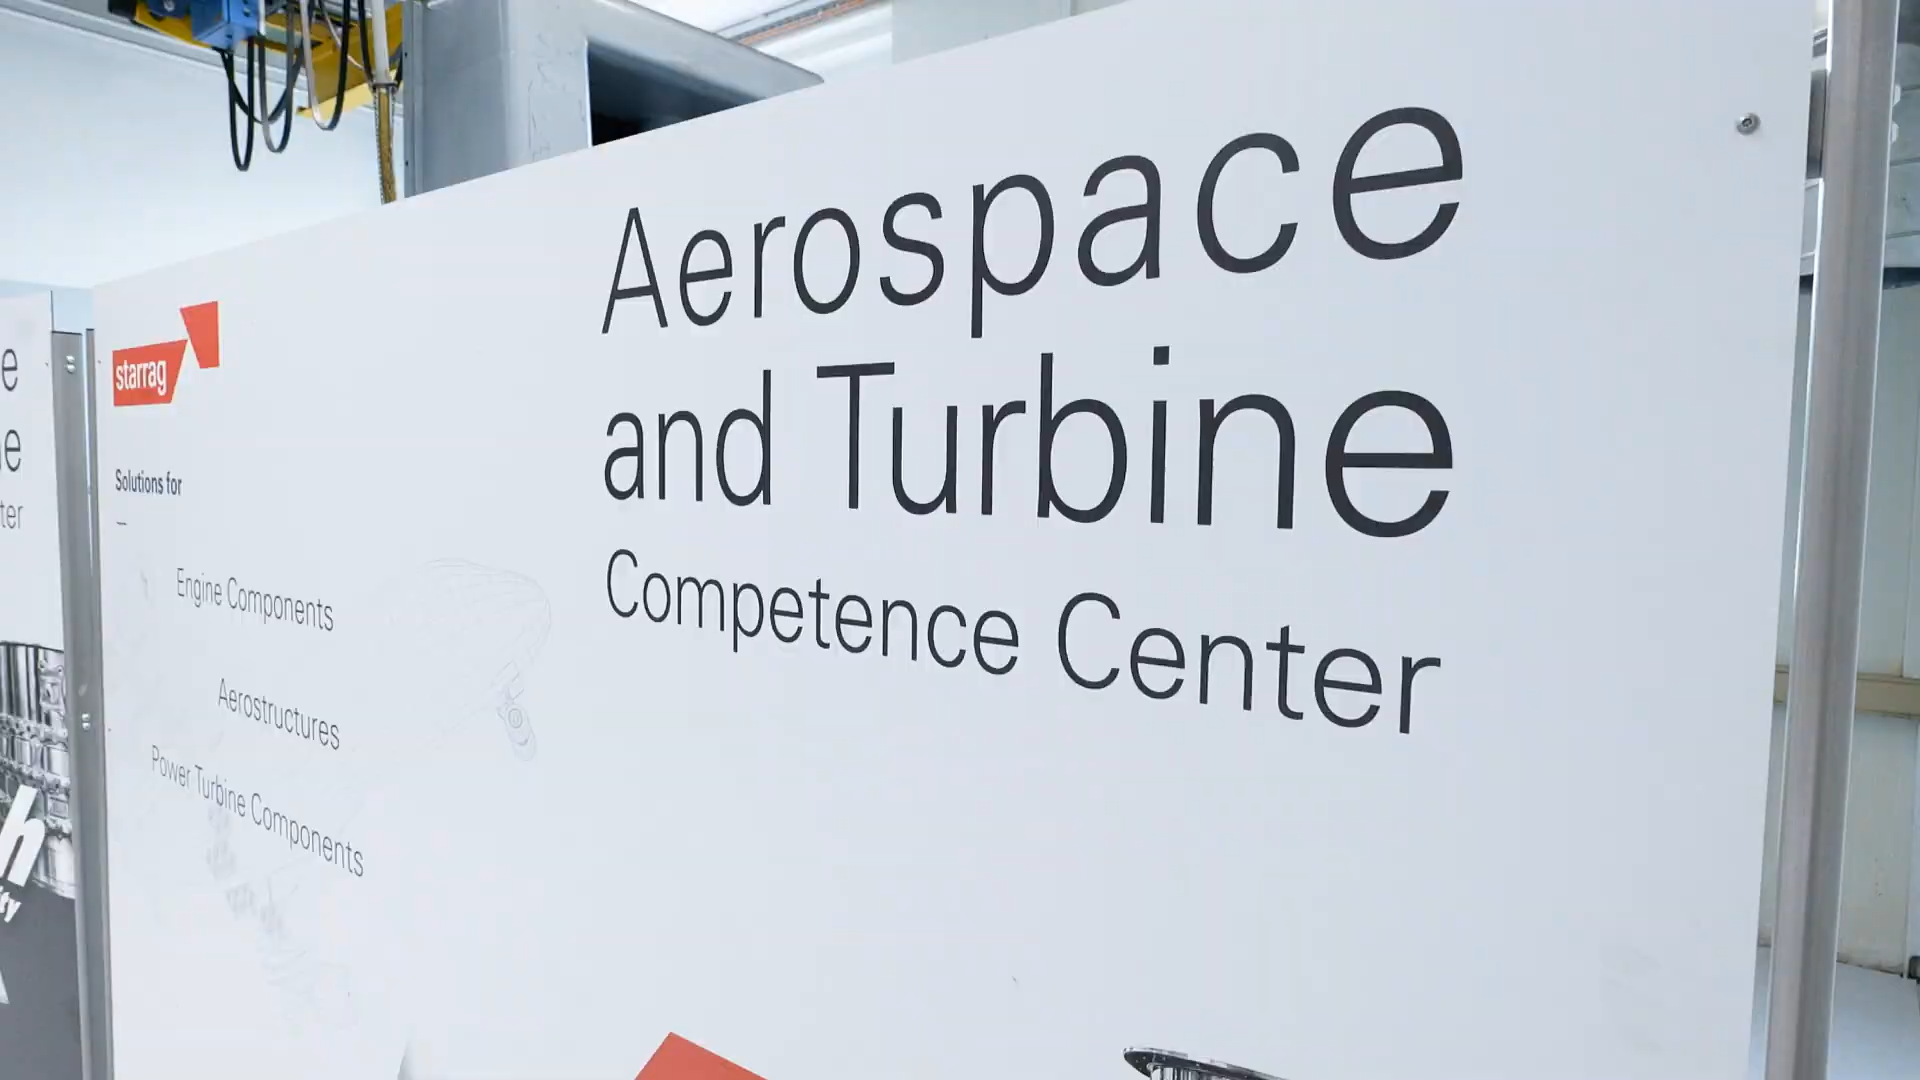 starrag
Solutions for
Engine Components
Aerostructures
Power Turbine Components
Aerospace
and Turbine
Competence Center